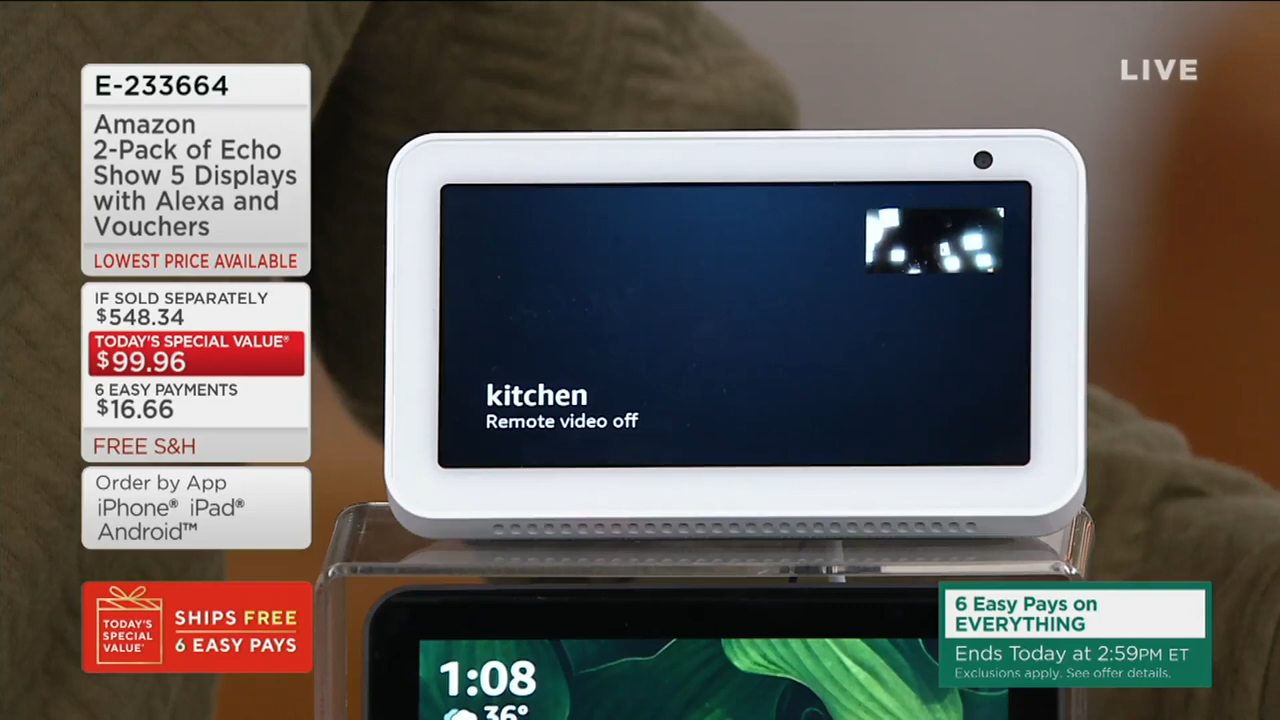 E-233664
Amazon
2-Pack of Echo
Show 5 Displays
with Alexa and
Vouchers
LOWEST PRICE AVAILABLE
IF SOLD SEPARATELY
$548.34
TODAY'S SPECIAL VALUE®
$99.96
6 EASY PAYMENTS
$16.66
FREE S&H
Order by App
iPhone® iPad®
Android™
TODAY'S
SPECIAL
VALUE®
SHIPS FREE
6 EASY PAYS
LIVE
kitchen
Remote video off
1:08
36°
6 Easy Pays on
EVERYTHING
Ends Today at 2:59PM ET
Exclusions apply. See offer details.